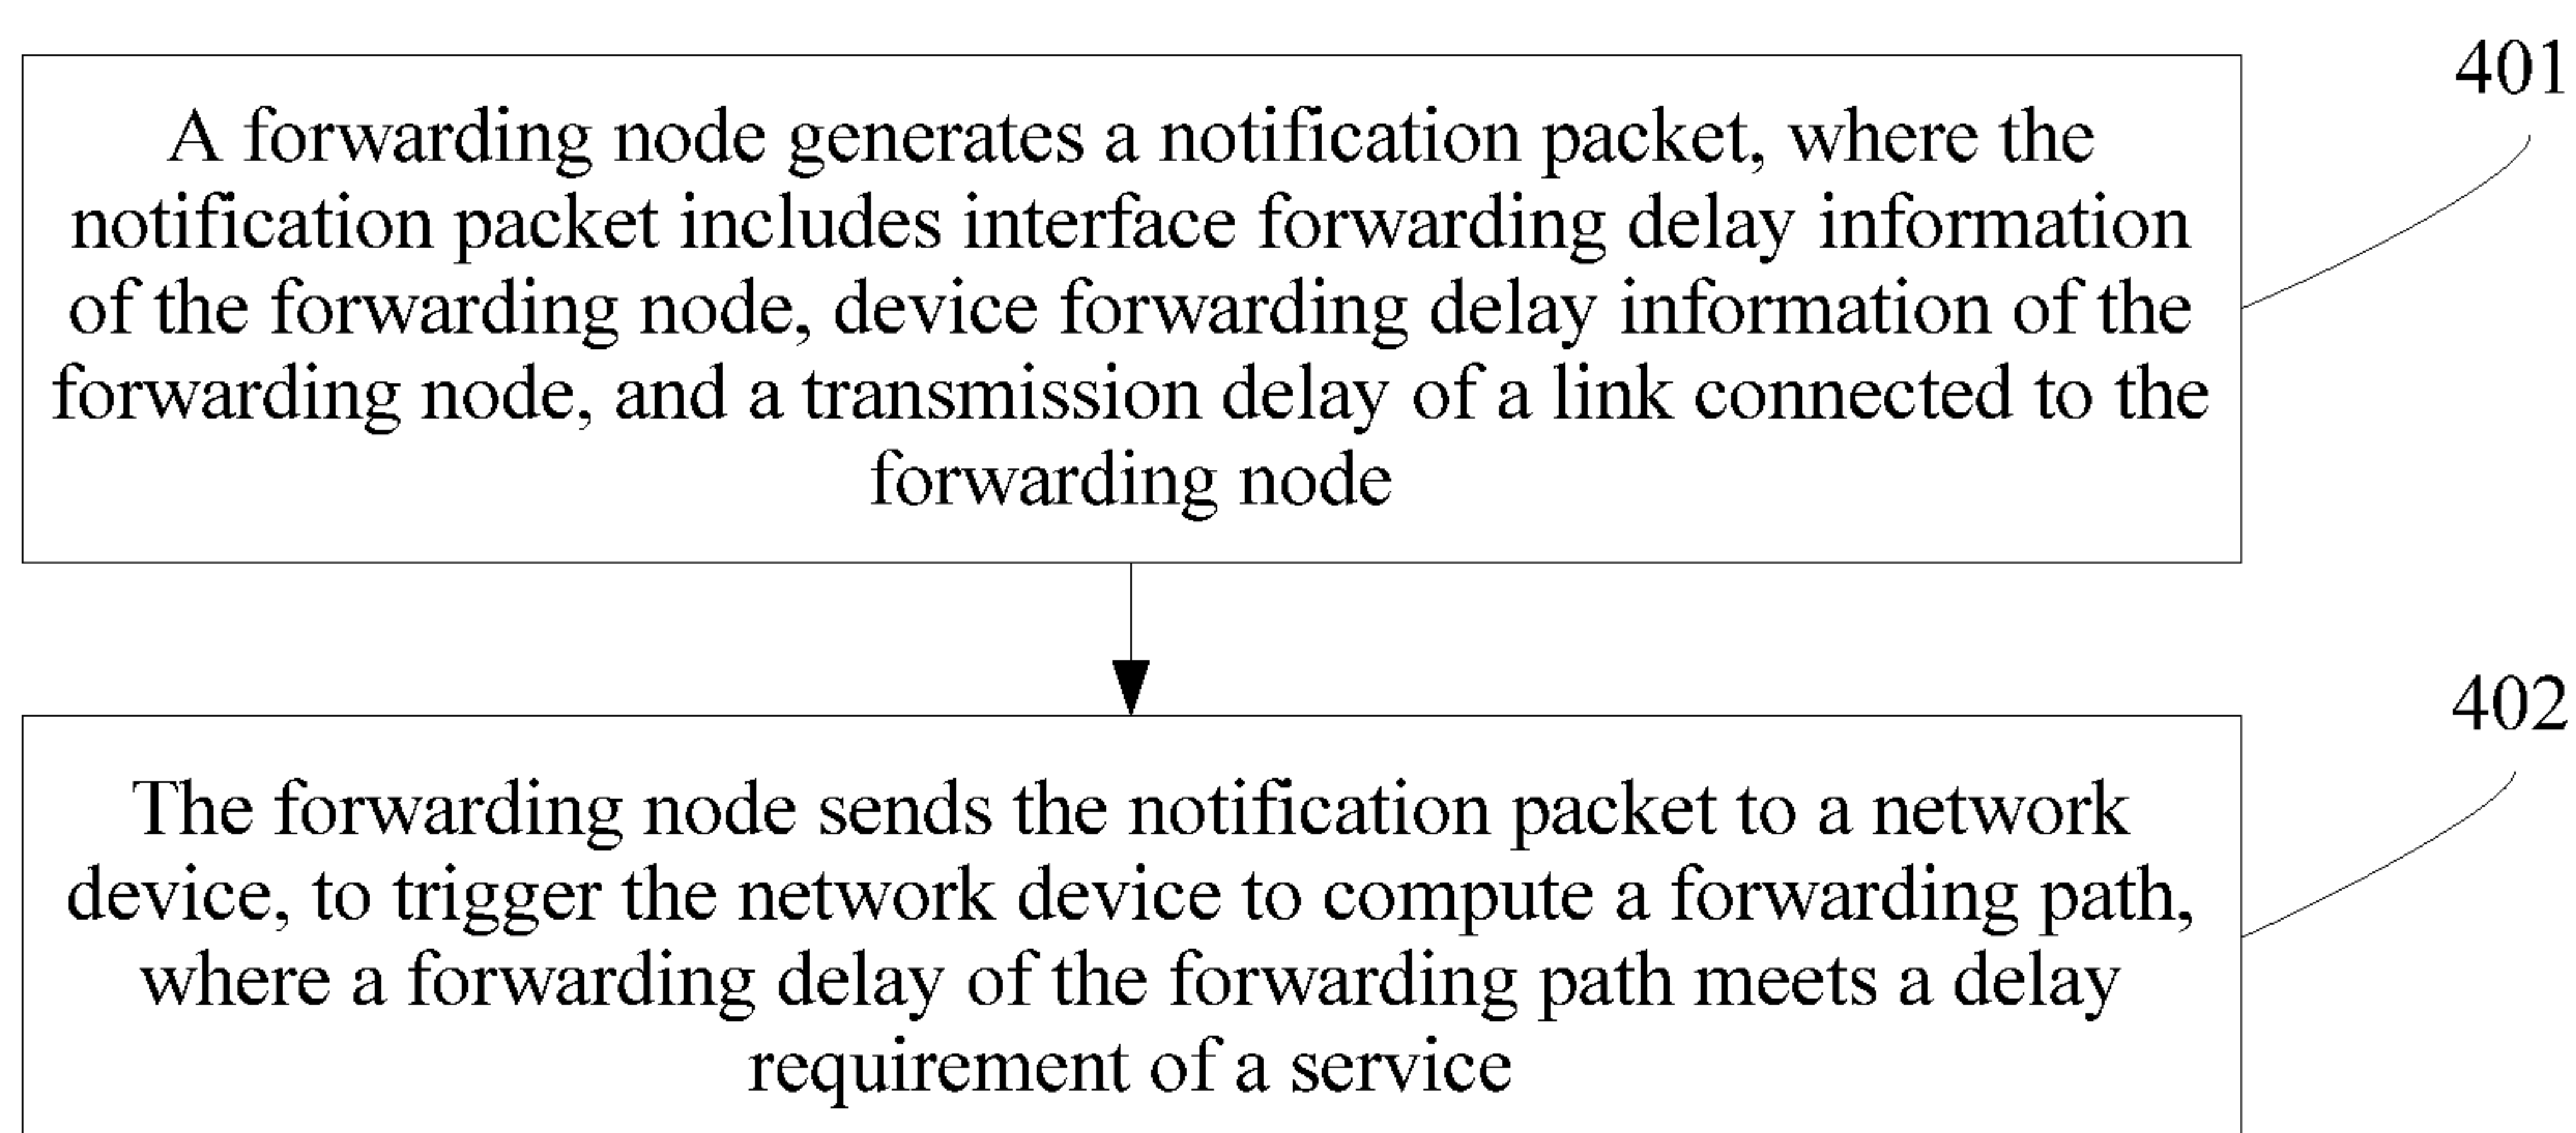 401
A forwarding node generates a notification packet, where the
notification packet includes interface forwarding delay information
of the forwarding node, device forwarding delay information of the
forwarding node, and a transmission delay of a link connected to the
forwarding node
402
The forwarding node sends the notification packet to a network
device, to trigger the network device to compute a forwarding path,
where a forwarding delay of the forwarding path meets a delay
requirement of a service